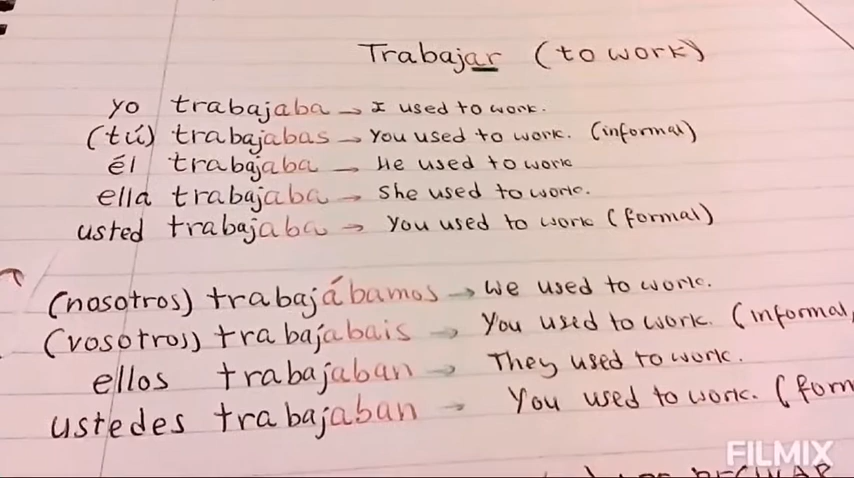 Trabajar (to work)
yo trabajaba → I used to work.
(tú) trabajabas → You used to work. (informal)
él trabajaba → He used to work
ella trabajaba → She used to work.
usted trabajaba → You used to work (formal)
(nosotros) trabajábamos → We used to work.
(vosotros) trabajabais → You used to work. (informal,
ellos trabajaban → They used to work.
ustedes trabajaban → You used to work. (form
FILMIX